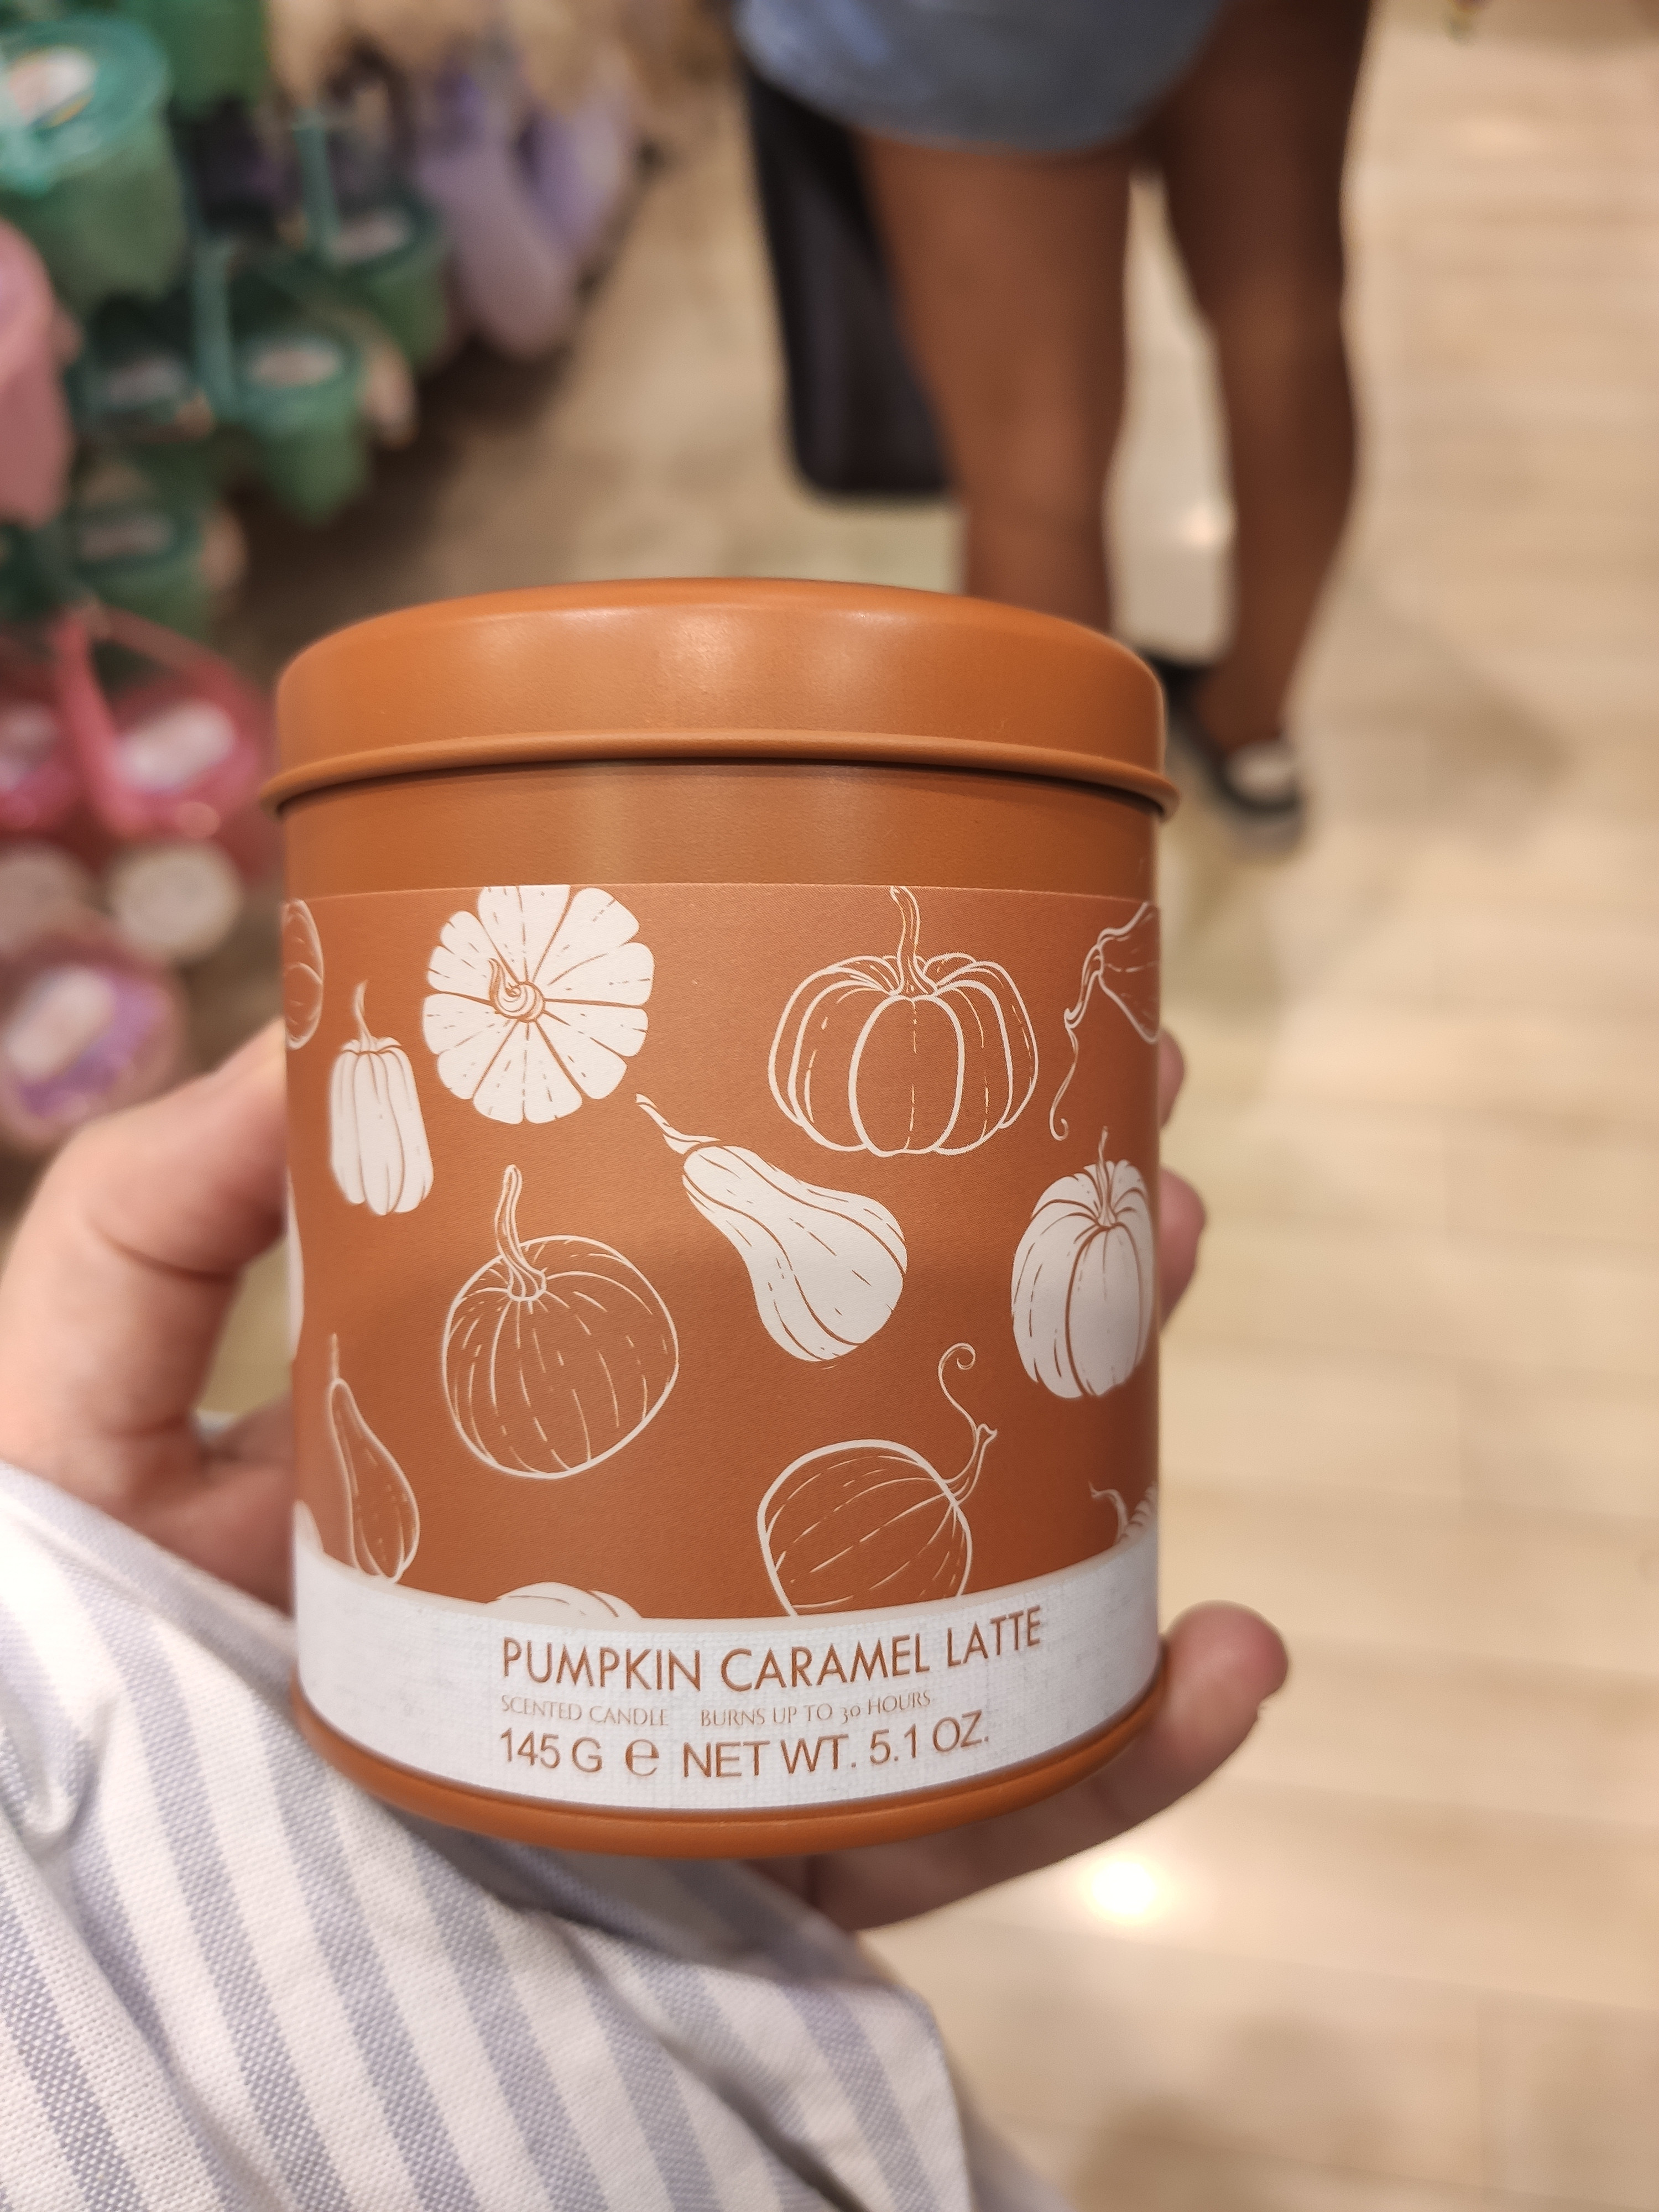 PUMPKIN CARAMEL LATTE
SCENTED CANDLE BURNS UP TO 30 HOURS
145 G ℮ NET WT. 5.1 OZ.